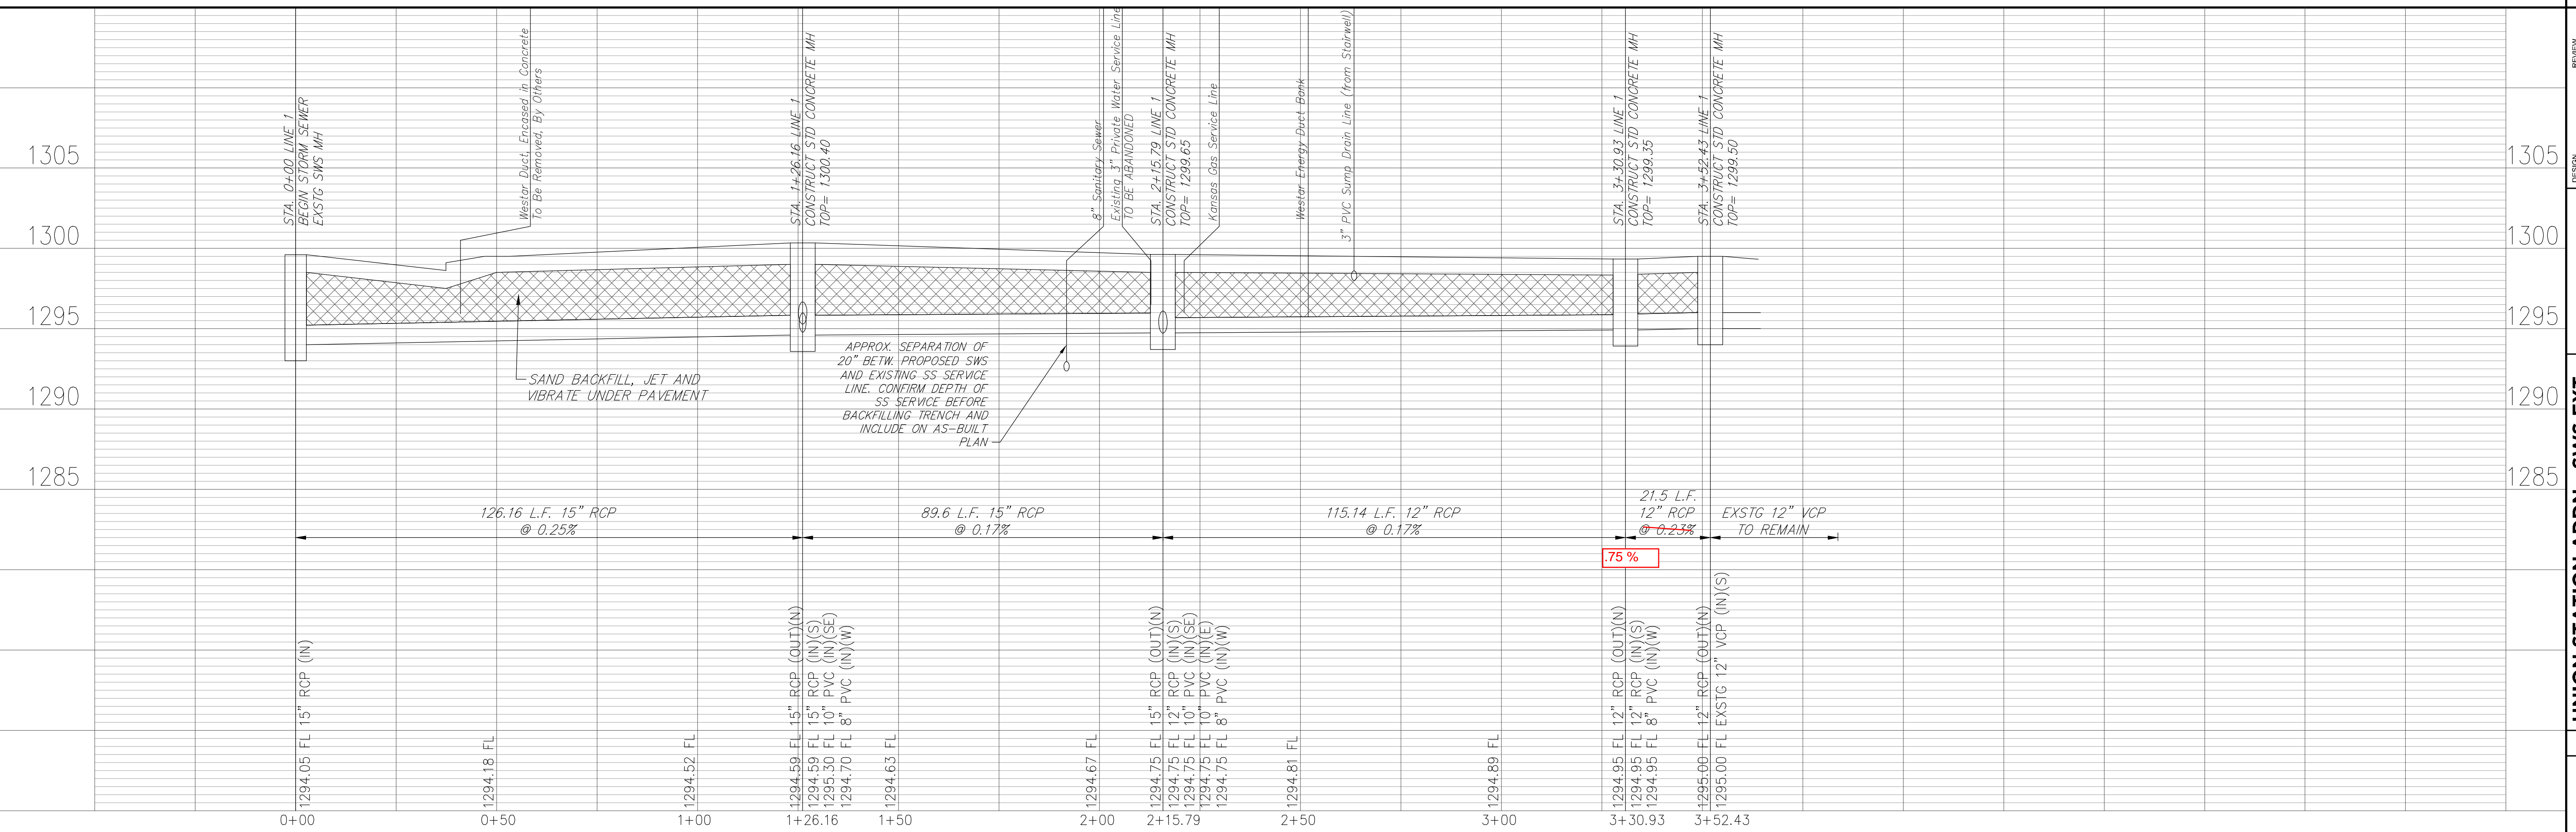 STA. 0+00 LINE 1
BEGIN STORM SEWER
EXSTG SWS MH
Westar Duct, Encased in Concrete
To Be Removed, By Others
STA. 1+26.16 LINE 1
CONSTRUCT STD CONCRETE MH
TOP= 1300.40
8" Sanitary Sewer
Existing 3" Private Water Service Line
TO BE ABANDONED
STA. 2+15.79 LINE 1
CONSTRUCT STD CONCRETE MH
TOP= 1299.65
Kansas Gas Service Line
Westar Energy Duct Bank
3" PVC Sump Drain Line (from Stairwell)
STA. 3+30.93 LINE 1
CONSTRUCT STD CONCRETE MH
TOP= 1299.35
STA. 3+52.43 LINE 1
CONSTRUCT STD CONCRETE MH
TOP= 1299.50
REVIEW
DESIGN
1305
1305
1300
1300
1295
1295
1290
1290
1285
1285
SAND BACKFILL, JET AND
VIBRATE UNDER PAVEMENT
APPROX. SEPARATION OF
20" BETW. PROPOSED SWS
AND EXISTING SS SERVICE
LINE. CONFIRM DEPTH OF
SS SERVICE BEFORE
BACKFILLING TRENCH AND
INCLUDE ON AS-BUILT
PLAN
126.16 L.F. 15" RCP
@ 0.25%
89.6 L.F. 15" RCP
@ 0.17%
115.14 L.F. 12" RCP
@ 0.17%
21.5 L.F.
12" RCP
@ 0.23%
.75 %
EXSTG 12" VCP
TO REMAIN
1294.05 FL 15" RCP (IN)
1294.18 FL
1294.52 FL
1294.59 FL 15" RCP (OUT)(N)
1294.59 FL 15" RCP (IN)(S)
1295.30 FL 10" PVC (IN)(SE)
1294.70 FL 8" PVC (IN)(W)
1294.63 FL
1294.67 FL
1294.75 FL 15" RCP (OUT)(N)
1294.75 FL 12" RCP (IN)(S)
1294.75 FL 10" PVC (IN)(SE)
1294.75 FL 10" PVC (IN)(E)
1294.75 FL 8" PVC (IN)(W)
1294.81 FL
1294.89 FL
1294.95 FL 12" RCP (OUT)(N)
1294.95 FL 12" RCP (IN)(S)
1294.95 FL 8" PVC (IN)(W)
1295.00 FL 12" RCP (OUT)(N)
1295.00 FL EXSTG 12" VCP (IN)(S)
0+00
0+50
1+00
1+26.16
1+50
2+00
2+15.79
2+50
3+00
3+30.93
3+52.43